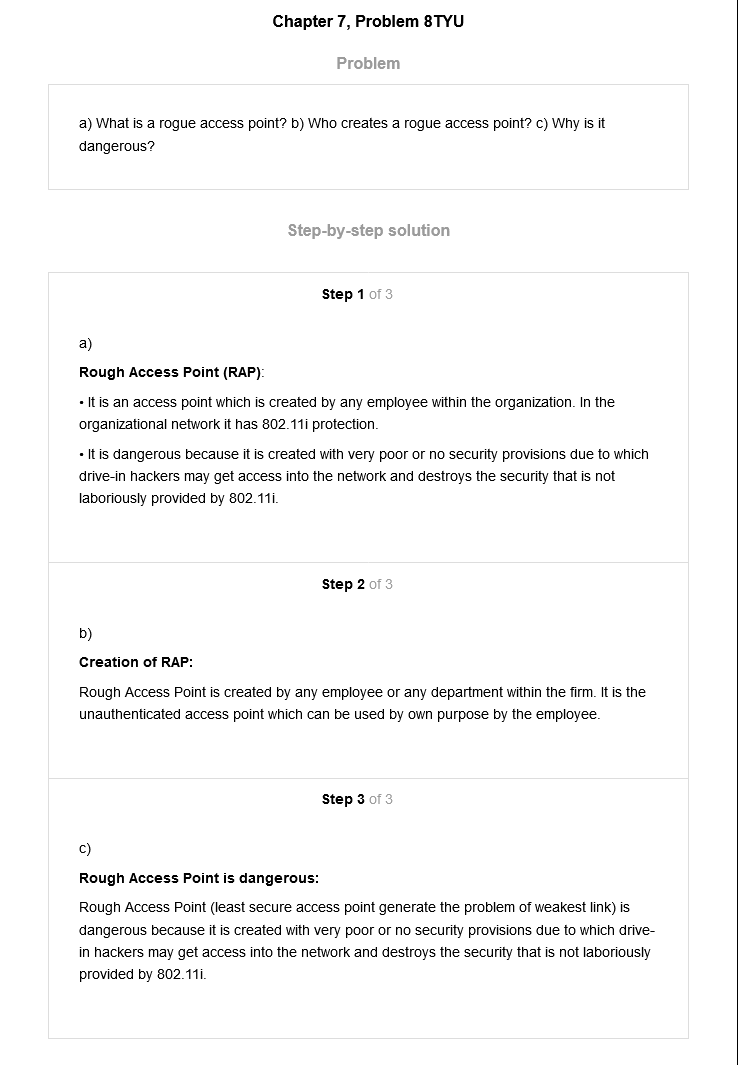 Chapter 7, Problem 8TYU
Problem
a) What is a rogue access point? b) Who creates a rogue access point? c) Why is it
dangerous?
Step-by-step solution
Step 1 of 3
a)
Rough Access Point (RAP):
• It is an access point which is created by any employee within the organization. In the
organizational network it has 802.11i protection.
• It is dangerous because it is created with very poor or no security provisions due to which
drive-in hackers may get access into the network and destroys the security that is not
laboriously provided by 802.11i.
Step 2 of 3
b)
Creation of RAP:
Rough Access Point is created by any employee or any department within the firm. It is the
unauthenticated access point which can be used by own purpose by the employee.
Step 3 of 3
c)
Rough Access Point is dangerous:
Rough Access Point (least secure access point generate the problem of weakest link) is
dangerous because it is created with very poor or no security provisions due to which drive-
in hackers may get access into the network and destroys the security that is not laboriously
provided by 802.11i.